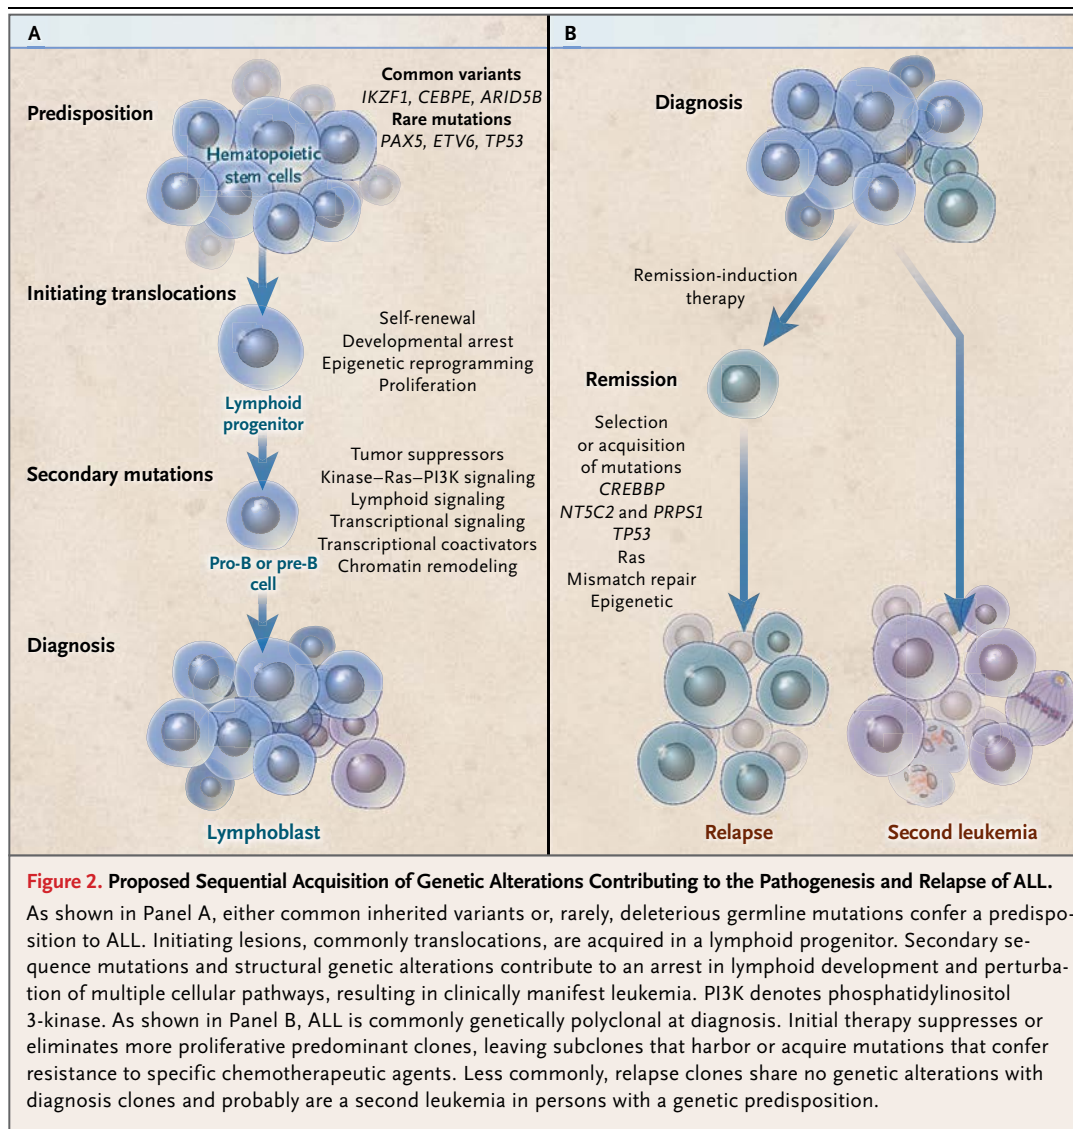 A
Predisposition
Common variants
IKZF1, CEBPE, ARID5B
Rare mutations
PAX5, ETV6, TP53
Hematopoietic
stem cells
Initiating translocations
Self-renewal
Developmental arrest
Epigenetic reprogramming
Proliferation
Lymphoid
progenitor
Secondary mutations
Tumor suppressors
Kinase–Ras–PI3K signaling
Lymphoid signaling
Transcriptional signaling
Transcriptional coactivators
Chromatin remodeling
Pro-B or pre-B
cell
Diagnosis
Lymphoblast
B
Diagnosis
Remission-induction
therapy
Remission
Selection
or acquisition
of mutations
CREBBP
NT5C2 and PRPS1
TP53
Ras
Mismatch repair
Epigenetic
Relapse
Second leukemia
Figure 2. Proposed Sequential Acquisition of Genetic Alterations Contributing to the Pathogenesis and Relapse of ALL.
As shown in Panel A, either common inherited variants or, rarely, deleterious germline mutations confer a predispo-
sition to ALL. Initiating lesions, commonly translocations, are acquired in a lymphoid progenitor. Secondary se-
quence mutations and structural genetic alterations contribute to an arrest in lymphoid development and perturba-
tion of multiple cellular pathways, resulting in clinically manifest leukemia. PI3K denotes phosphatidylinositol
3-kinase. As shown in Panel B, ALL is commonly genetically polyclonal at diagnosis. Initial therapy suppresses or
eliminates more proliferative predominant clones, leaving subclones that harbor or acquire mutations that confer
resistance to specific chemotherapeutic agents. Less commonly, relapse clones share no genetic alterations with
diagnosis clones and probably are a second leukemia in persons with a genetic predisposition.